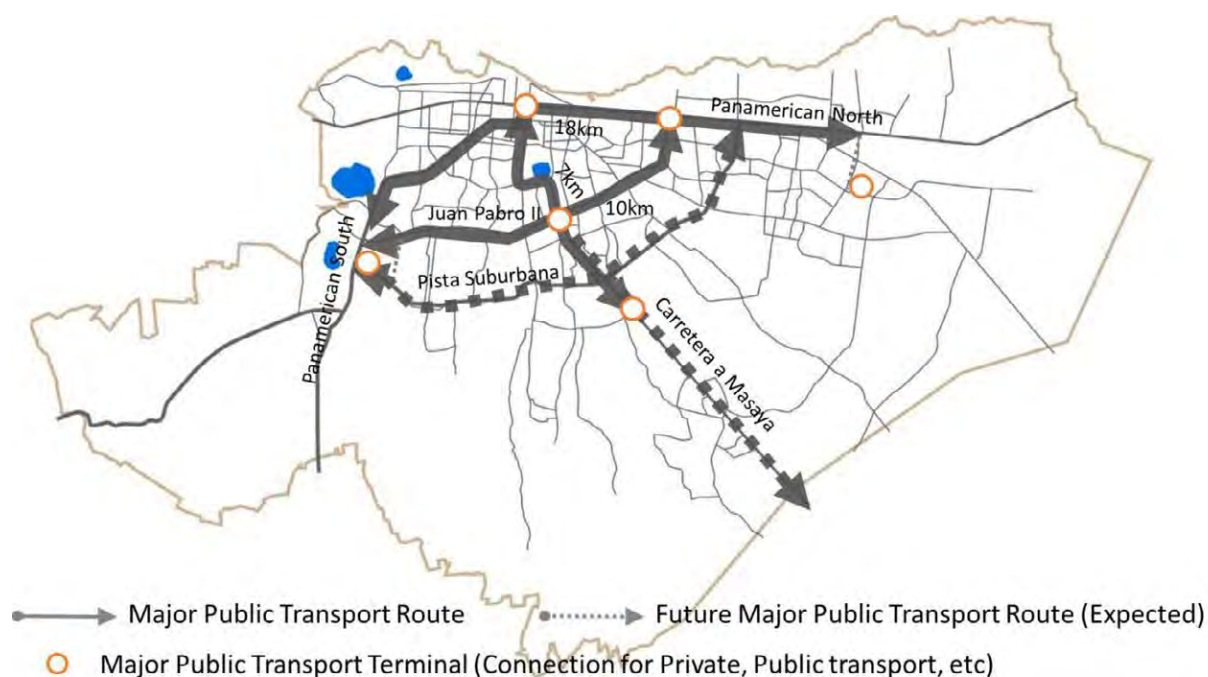 Panamerican North
18km
7km
10km
Juan Pabro II
Panamerican south
Pista Suburbana
Carretera a Masaya
Major Public Transport Route
Future Major Public Transport Route (Expected)
Major Public Transport Terminal (Connection for Private, Public transport, etc)